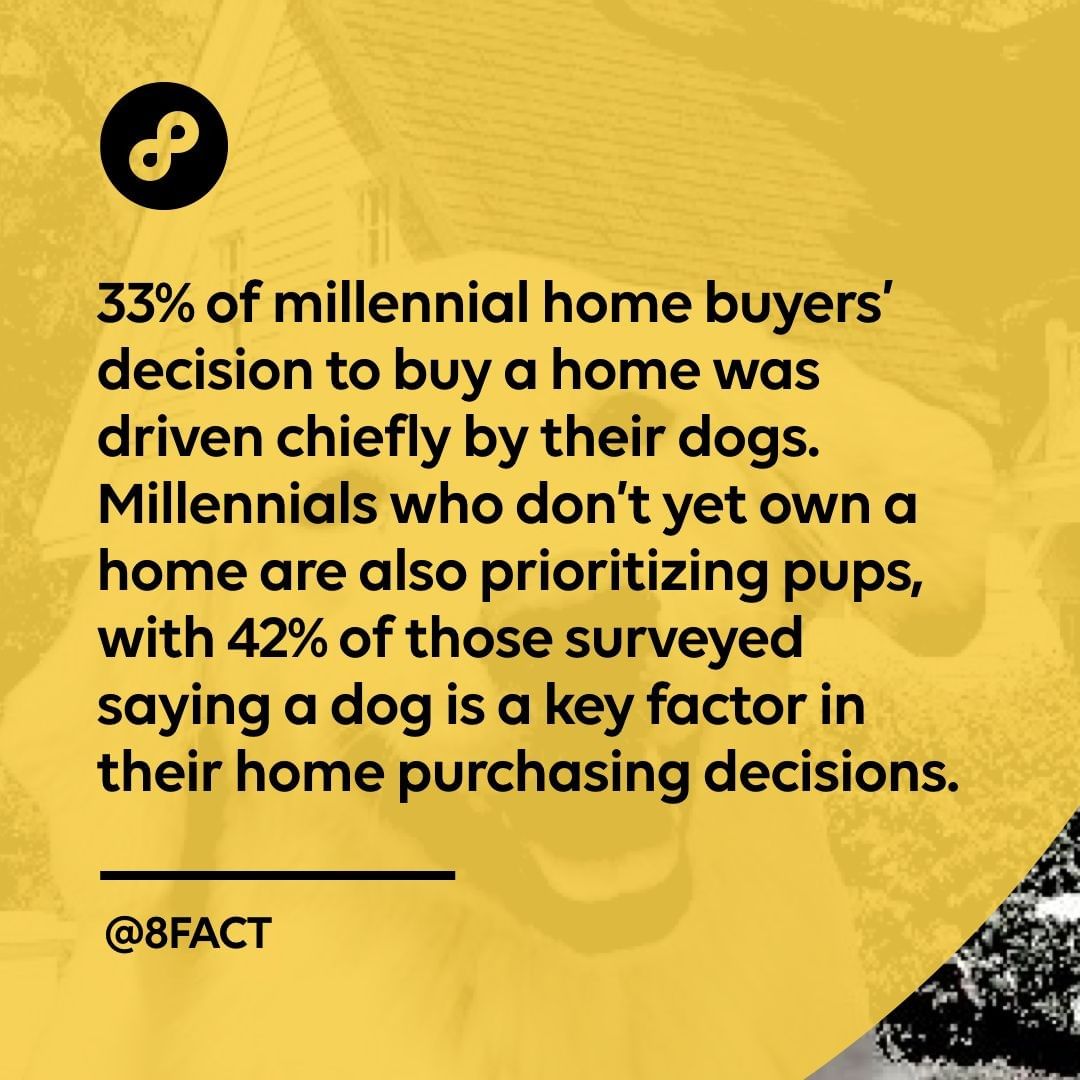 33% of millennial home buyers’
decision to buy a home was
driven chiefly by their dogs.
Millennials who don’t yet own a
home are also prioritizing pups,
with 42% of those surveyed
saying a dog is a key factor in
their home purchasing decisions.
@8FACT